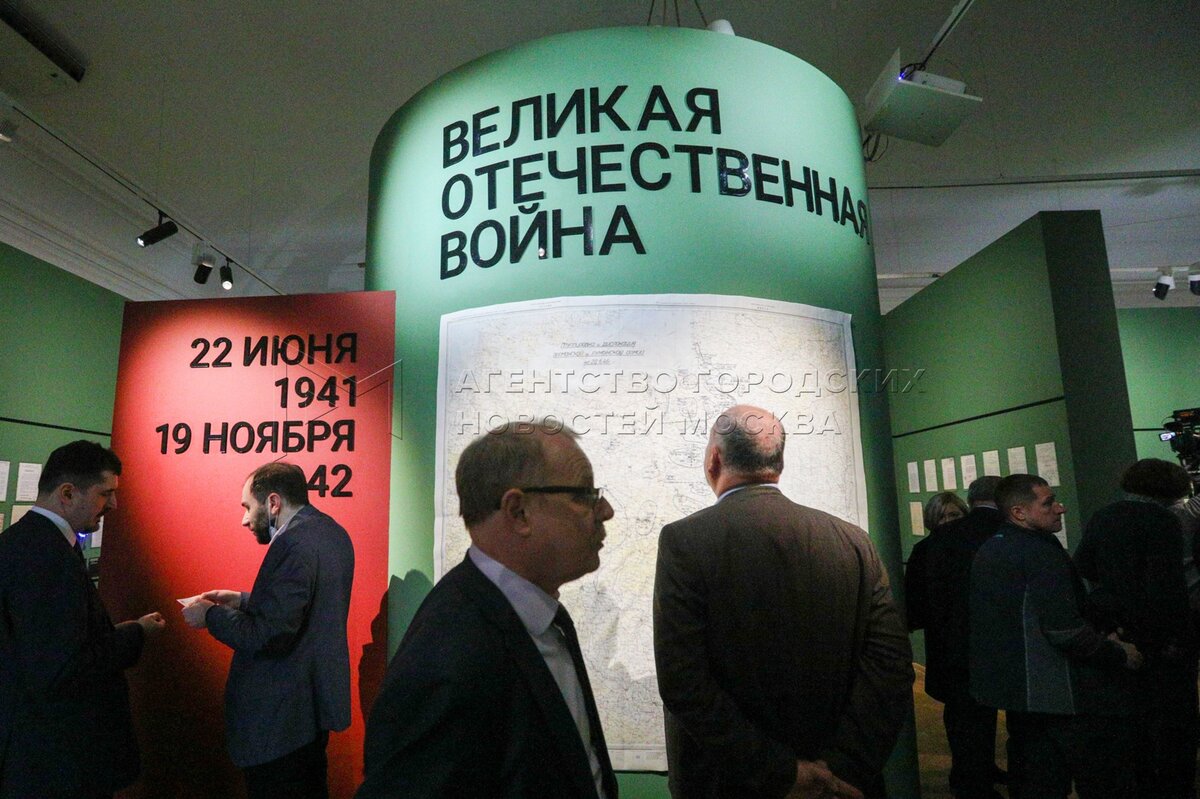 ВЕЛИКАЯ
ОТЕЧЕСТВЕННАЯ
ВОЙНА
22 ИЮНЯ
1941
19 НОЯБРЯ
42
АГЕНТСТВО ГОРОДСКИХ
НОВОСТЕЙ МОСКВА